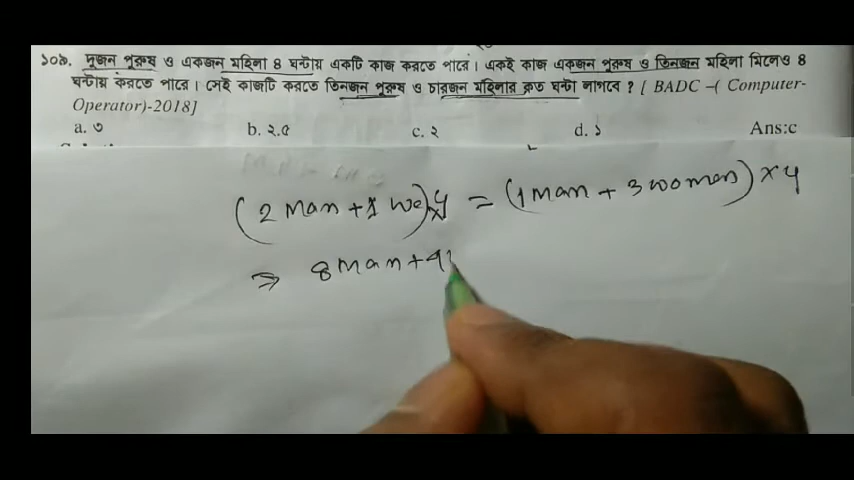 ১০৯. দুজন পুরুষ ও একজন মহিলা 8 ঘন্টায় একটি কাজ করতে পারে। একই কাজ একজন পুরুষ ও তিনজন মহিলা মিলেও 8
ঘন্টায় করতে পারে। সেই কাজটি করতে তিনজন পুরুষ ও চারজন মহিলার কত ঘন্টা লাগবে? [ BADC –( Computer-
Operator)-2018]
a. ৩ b. ২.৫ c. ২ d. ১ Ans:c
(2 Man + 1 Wo) × 4 = (1 Man + 3 women) × 4
⇒ 8 Man + 4